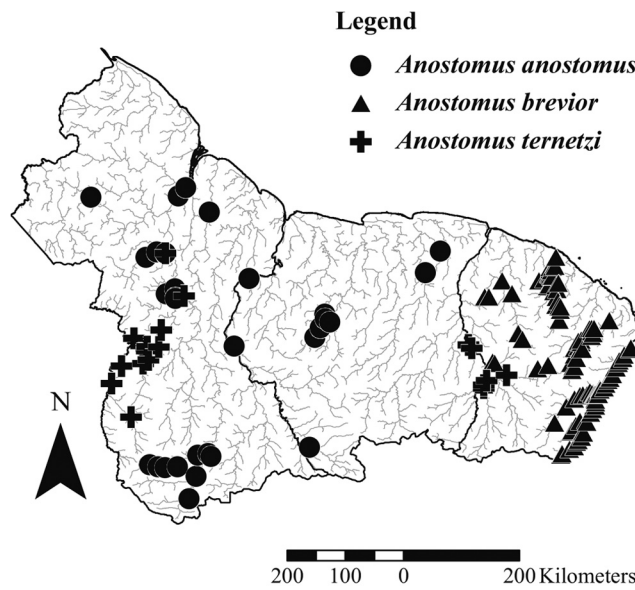 Legend
Anostomus anostomus
Anostomus brevior
Anostomus ternetzi
N
200 100 0 200 Kilometers